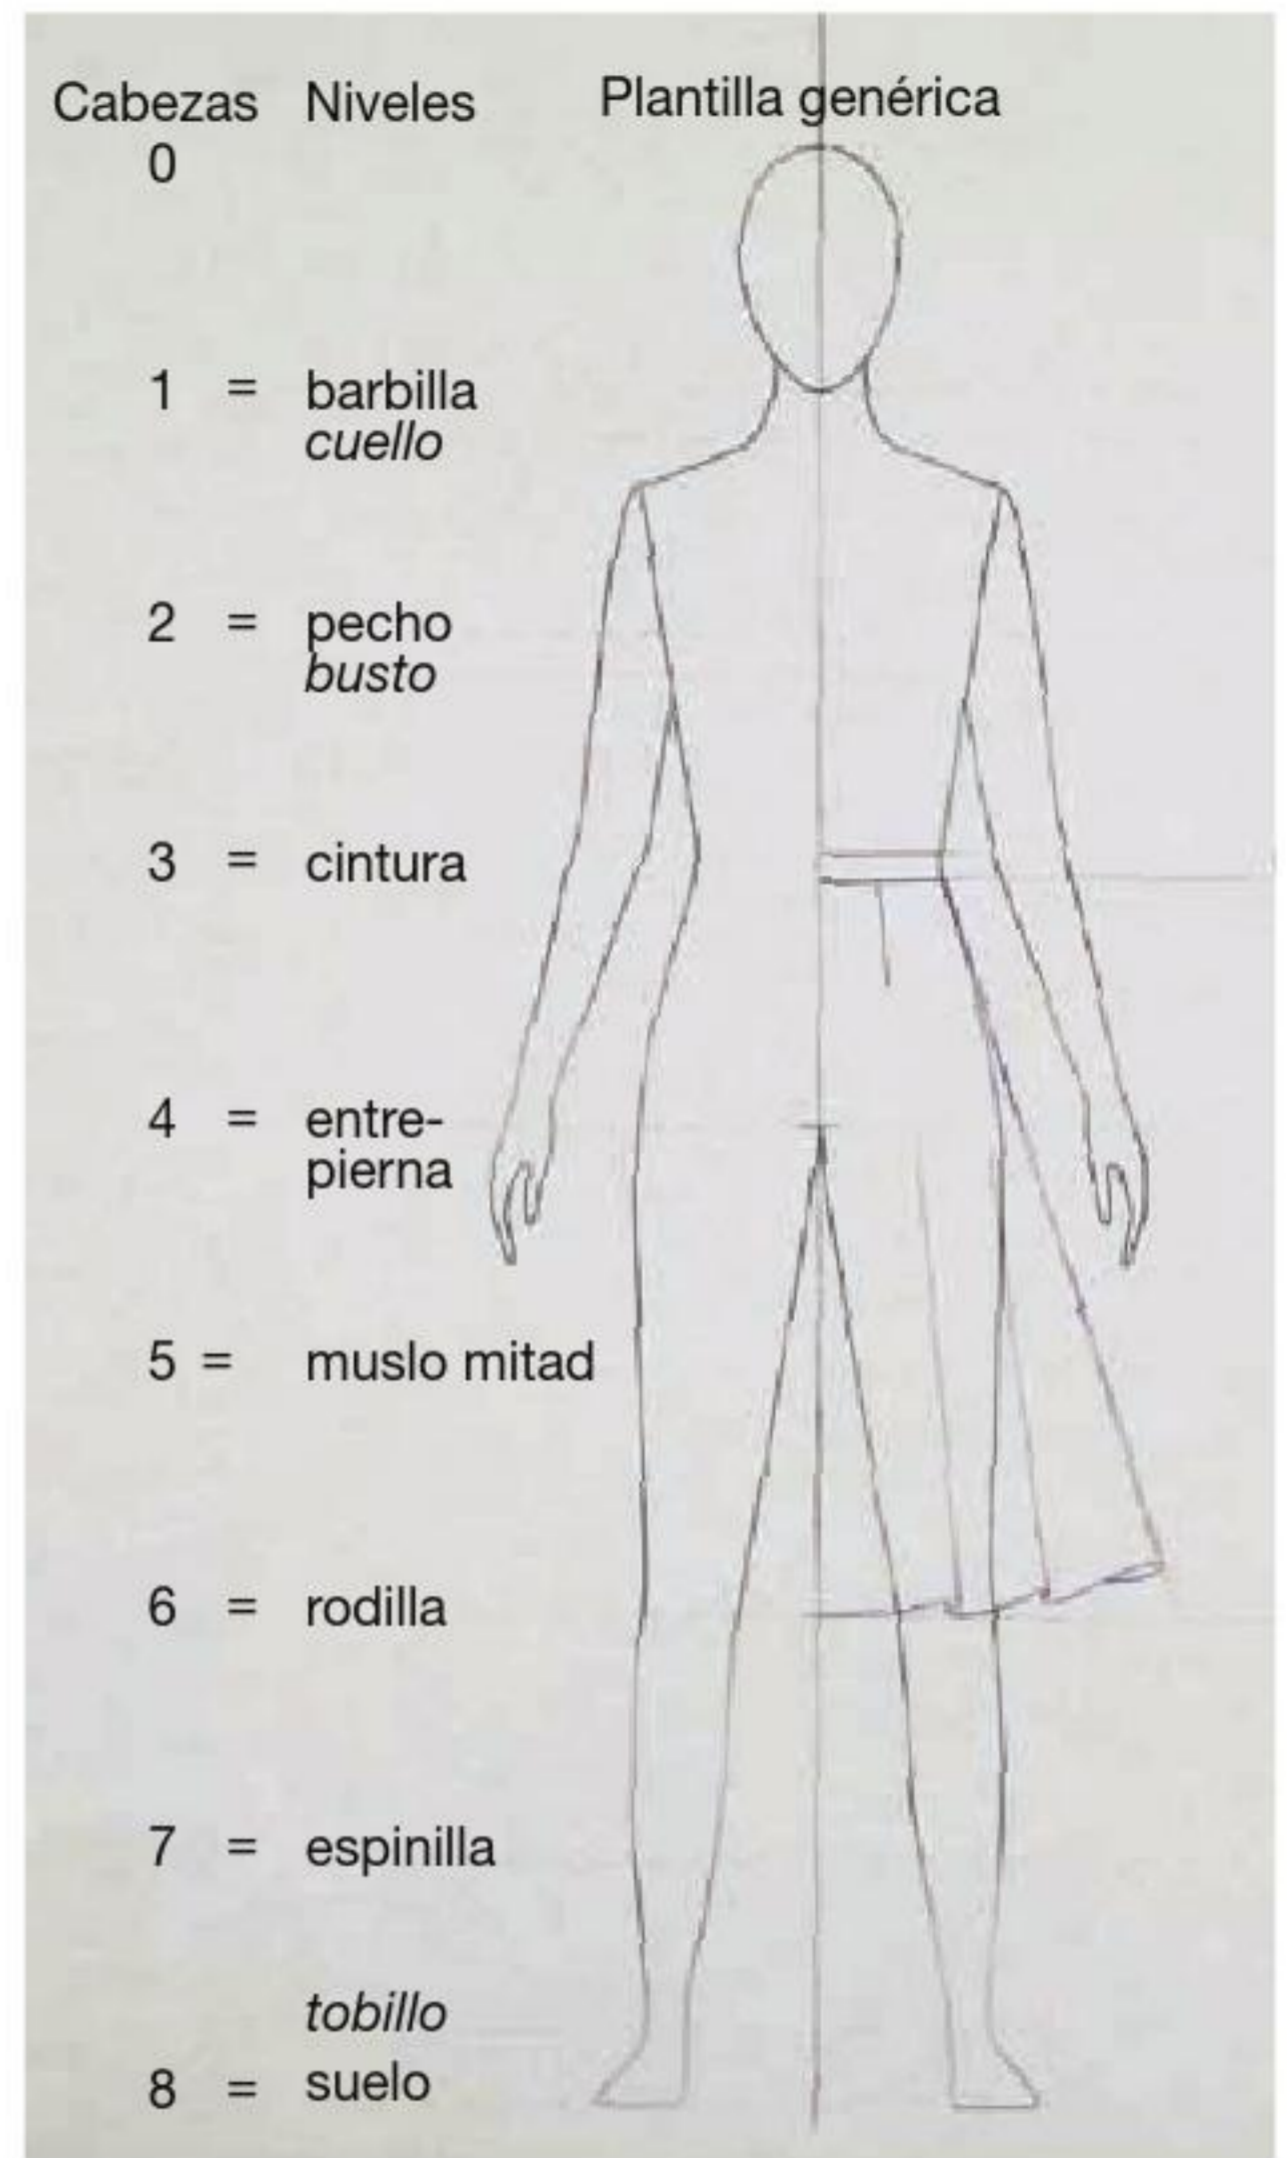 Cabezas Niveles Plantilla genérica
0
1 = barbilla
cuello
2 = pecho
busto
3 = cintura
4 = entre-
pierna
5 = muslo mitad
6 = rodilla
7 = espinilla
tobillo
8 = suelo